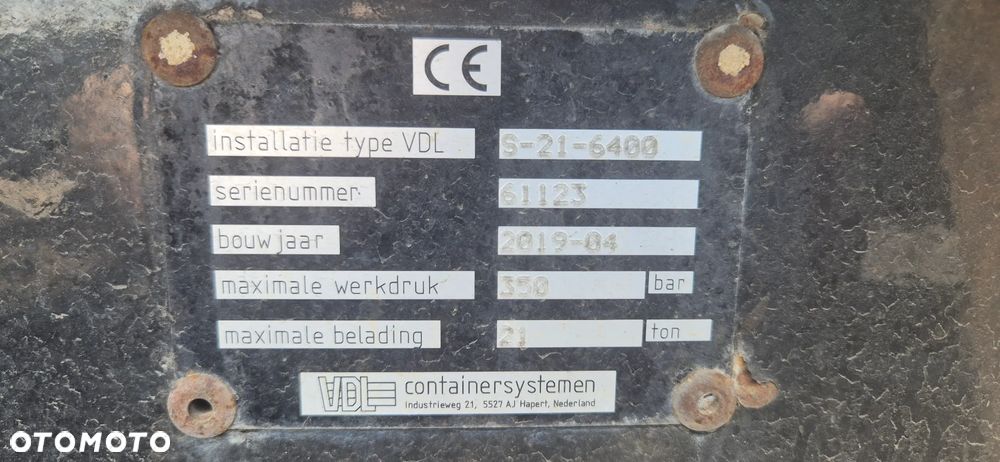 CE
installatie type VDL S-21-6400
serienummer 61123
bouwjaar 2019-04
maximale werkdruk 350 bar
maximale belading 21 ton
VDL containersystemen
Industrieweg 21, 5527 AJ Hapert, Nederland
OTOMOTO